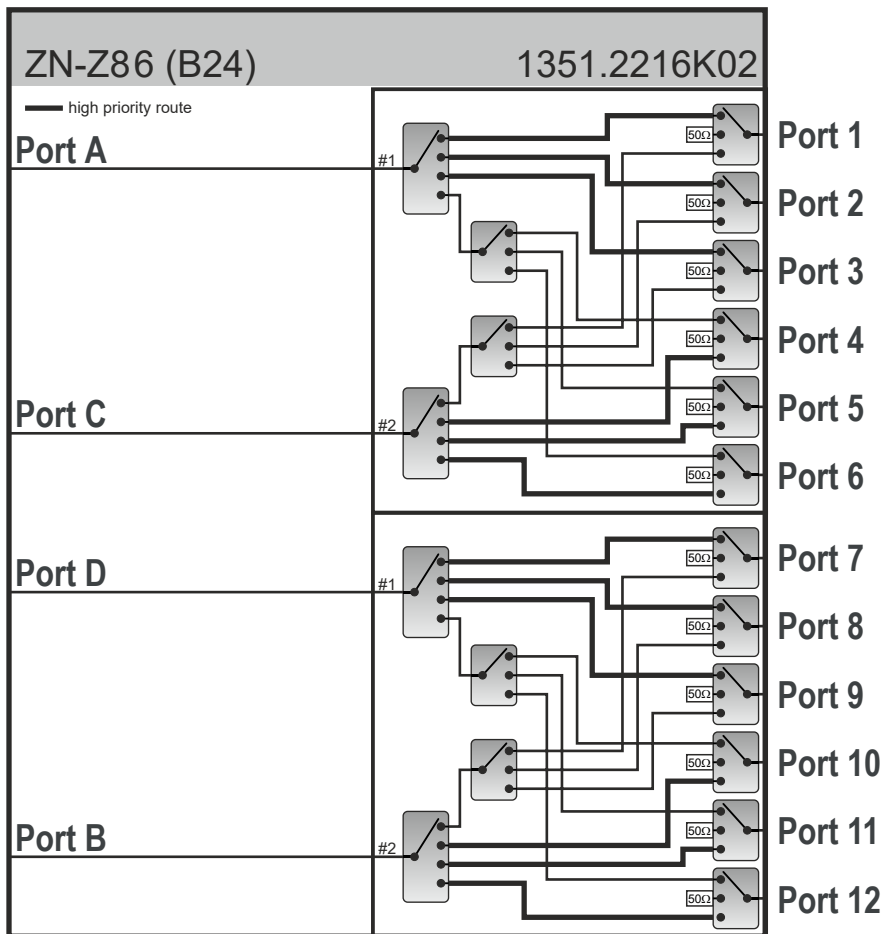 ZN-Z86 (B24) 1351.2216K02
high priority route
Port A
#1
50Ω
Port 1
50Ω
Port 2
50Ω
Port 3
50Ω
Port 4
Port C
#2
50Ω
Port 5
50Ω
Port 6
Port D
#1
50Ω
Port 7
50Ω
Port 8
50Ω
Port 9
50Ω
Port 10
Port B
#2
50Ω
Port 11
50Ω
Port 12